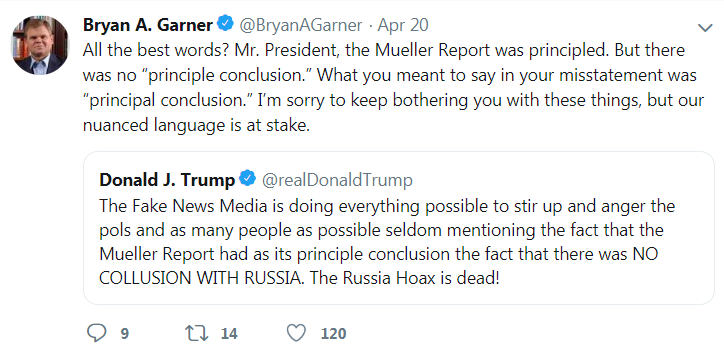 Bryan A. Garner @BryanAGarner · Apr 20
All the best words? Mr. President, the Mueller Report was principled. But there
was no “principle conclusion.” What you meant to say in your misstatement was
“principal conclusion.” I’m sorry to keep bothering you with these things, but our
nuanced language is at stake.
Donald J. Trump @realDonaldTrump
The Fake News Media is doing everything possible to stir up and anger the
pols and as many people as possible seldom mentioning the fact that the
Mueller Report had as its principle conclusion the fact that there was NO
COLLUSION WITH RUSSIA. The Russia Hoax is dead!
9 14 120